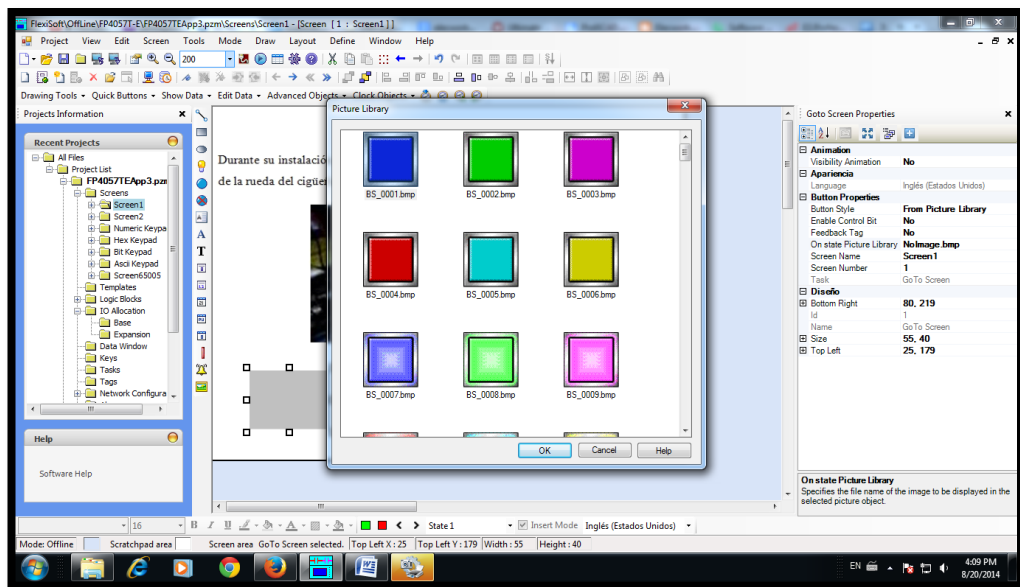 FlexiSoft\OffLine\FP4057T-E\FP4057TEApp3.pzm\Screens\Screen1 - [Screen [ 1 : Screen1 ] ]
Project View Edit Screen Tools Mode Draw Layout Define Window Help
200
Drawing Tools Quick Buttons Show Data Edit Data Advanced Objects Clock Objects
Projects Information
Recent Projects
All Files
Project List
FP4057TEApp3.pzm
Screens
Screen1
Screen2
Numeric Keypa
Hex Keypad
Bit Keypad
Ascii Keypad
Screen65005
Templates
Logic Blocks
IO Allocation
Base
Expansion
Data Window
Keys
Tasks
Tags
Network Configura
Help
Software Help
Durante su instalació
de la rueda del cigüe
Picture Library
BS_0001.bmp BS_0002.bmp BS_0003.bmp
BS_0004.bmp BS_0005.bmp BS_0006.bmp
BS_0007.bmp BS_0008.bmp BS_0009.bmp
OK Cancel Help
Goto Screen Properties
Animation
Visibility Animation No
Apariencia
Language Inglés (Estados Unidos)
Button Properties
Button Style From Picture Library
Enable Control Bit No
Feedback Tag No
On state Picture Library NoImage.bmp
Screen Name Screen1
Screen Number 1
Task GoTo Screen
Diseño
Bottom Right 80, 219
Id 1
Name GoTo Screen
Size 55, 40
Top Left 25, 179
On state Picture Library
Specifies the file name of the image to be displayed in the
selected picture object.
16 B I U A State 1 Insert Mode Inglés (Estados Unidos)
Mode: Offline Scratchpad area Screen area GoTo Screen selected. Top Left X : 25 Top Left Y : 179 Width : 55 Height : 40
EN 4:09 PM
8/20/2014